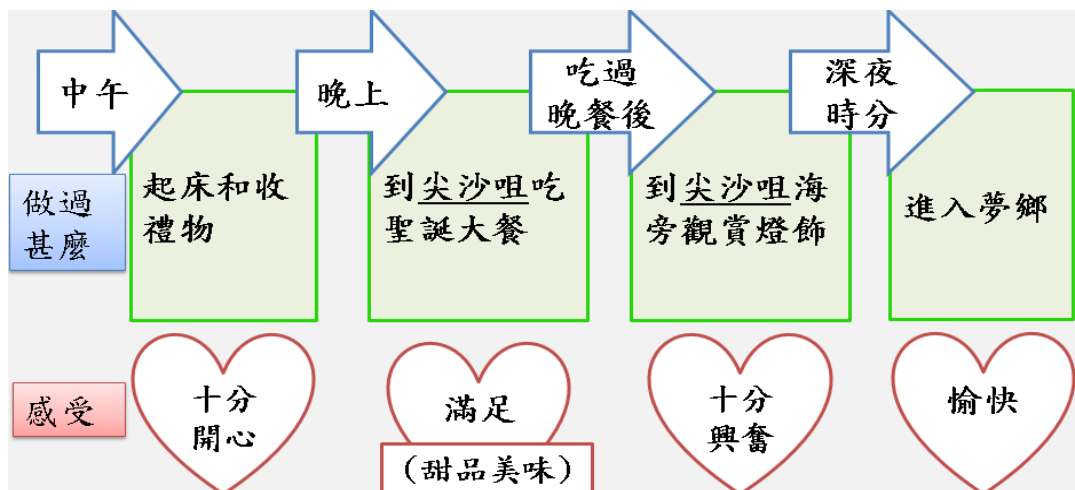 中午
晚上
吃過
晚餐後
深夜
時分
做過
甚麼
起床和收
禮物
到尖沙咀吃
聖誕大餐
到尖沙咀海
旁觀賞燈飾
進入夢鄉
感受
十分
開心
滿足
（甜品美味）
十分
興奮
愉快